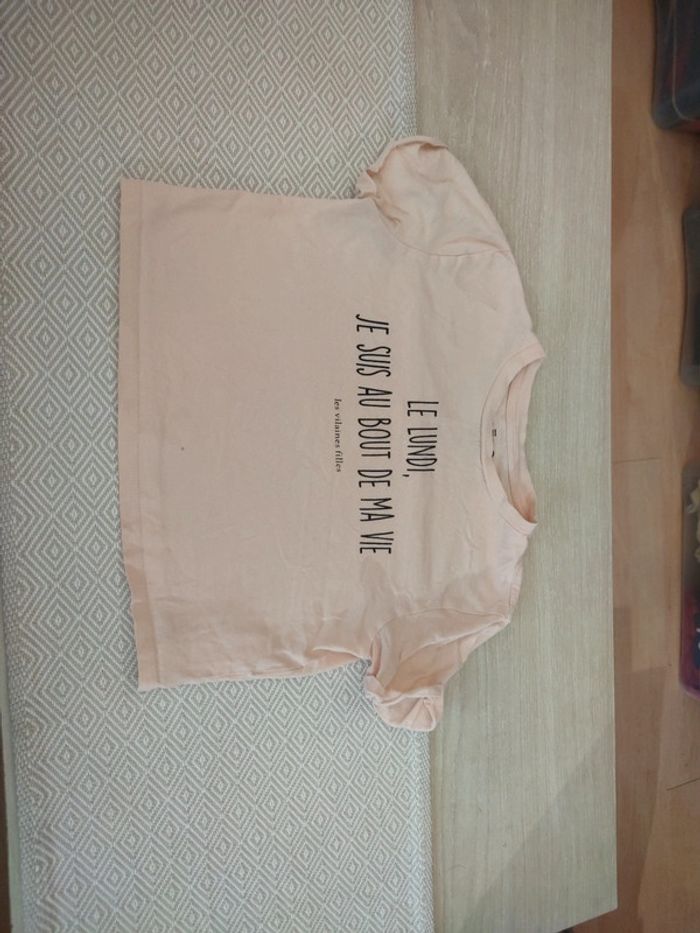 LE LUNDI,
JE SUIS AU BOUT DE MA VIE
les vilaines filles